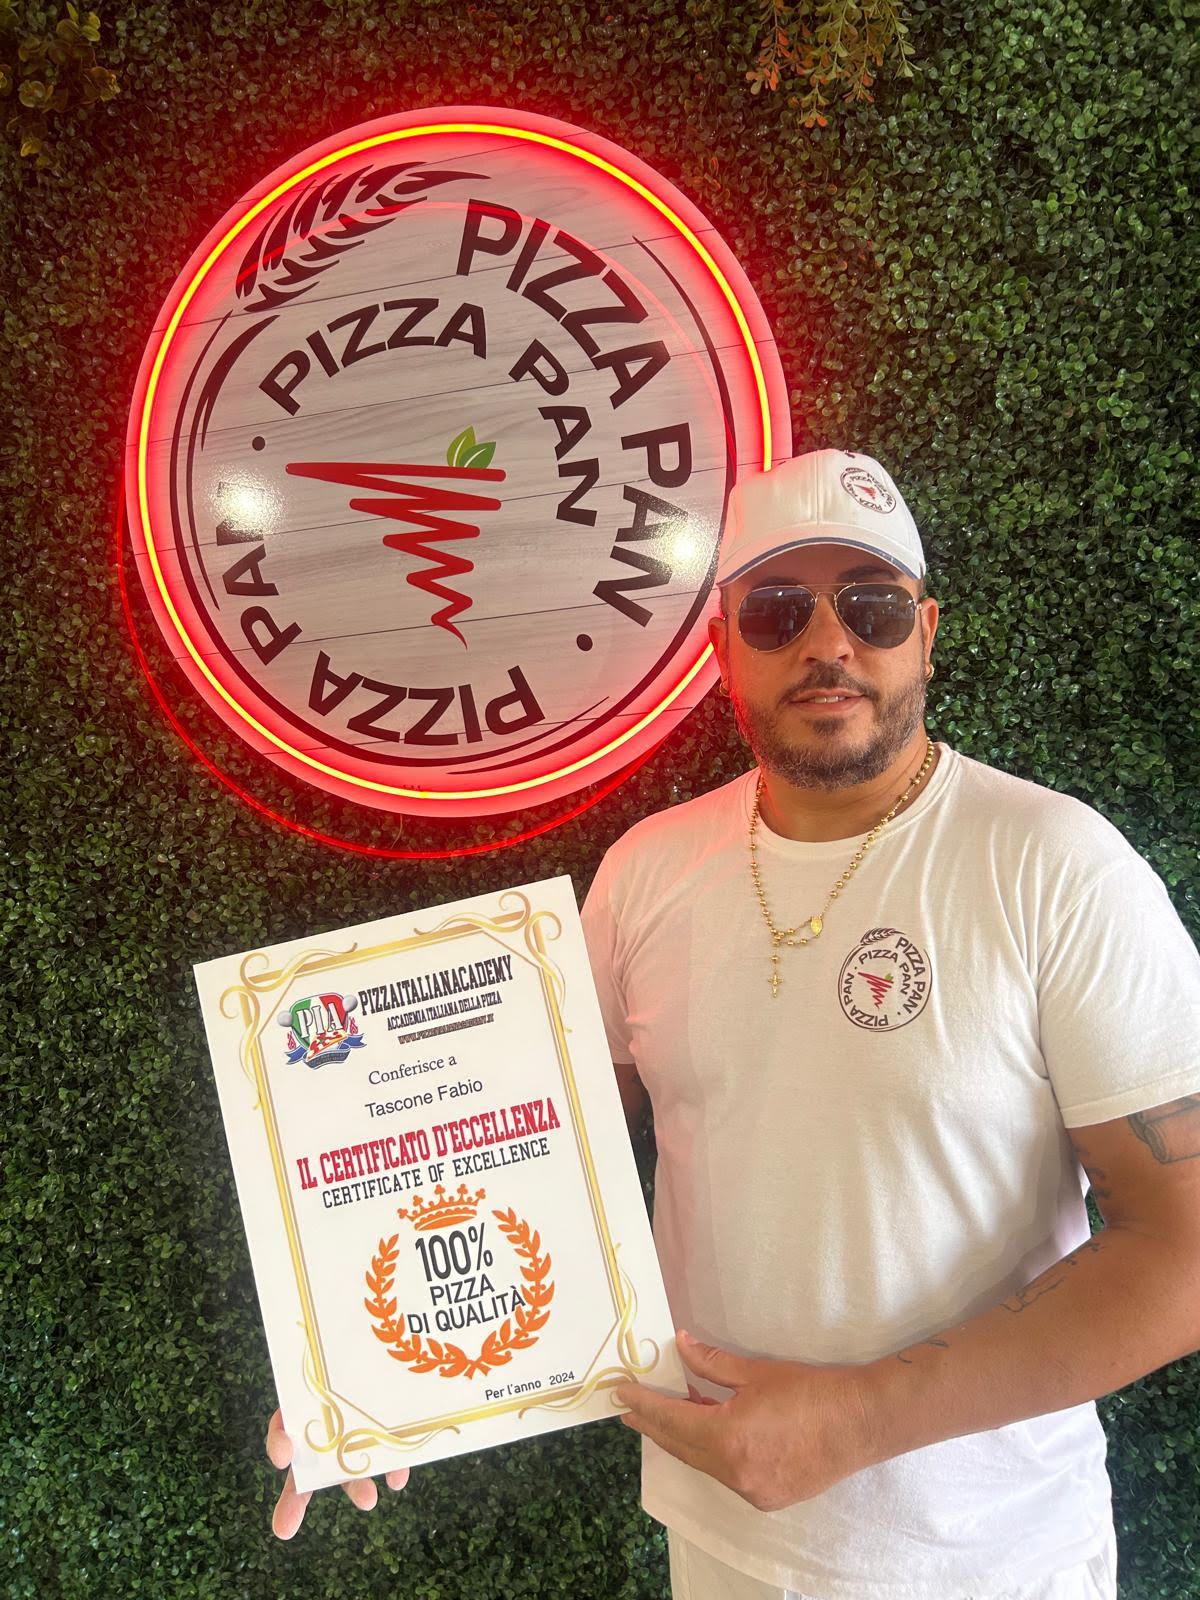 PIZZA PAN
PIZZA PAN
PIZZA PAN
PIZZA PAN
PIZZA PAN
PIZZA PAN
PIA
PIZZAITALIANACADEMY
ACCADEMIA ITALIANA DELLA PIZZA
Conferisce a
Tascone Fabio
IL CERTIFICATO D'ECCELLENZA
CERTIFICATE OF EXCELLENCE
100%
PIZZA
DI QUALITÀ
Per l'anno 2024